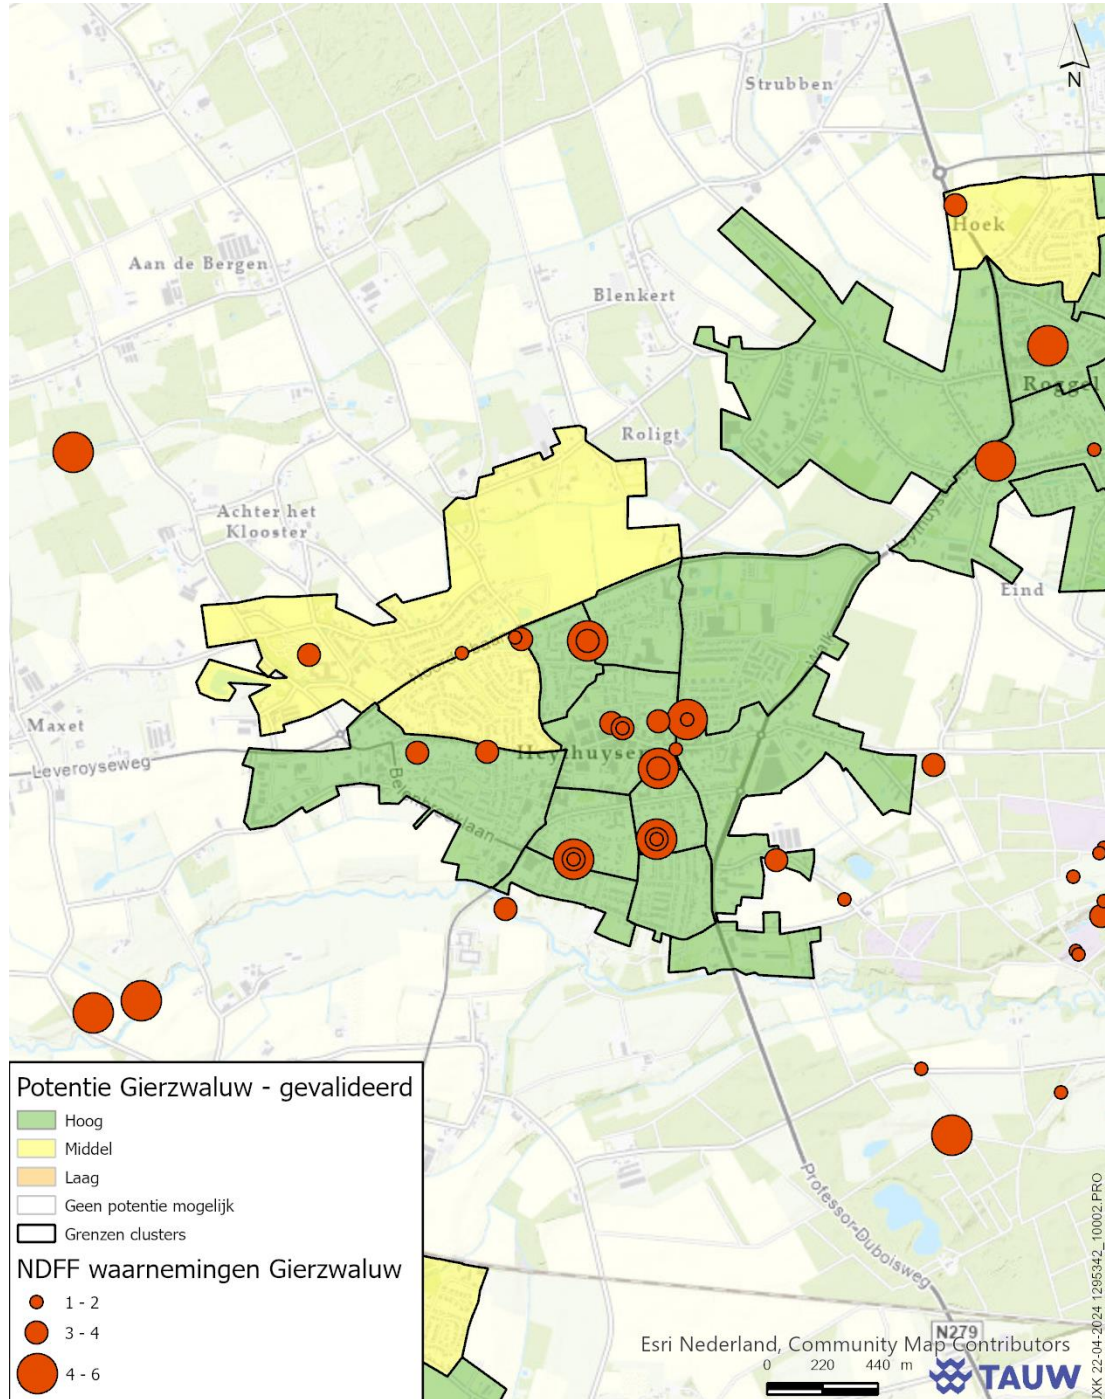 N
Strubben
Hoek
Aan de Bergen
Blenkert
Roggel
Roligt
Achter het
Klooster
Eind
Maxet
Heythuysen
Leveroyseweg
Professor-Duboisweg
N279
Potentie Gierzwaluw - gevalideerd
Hoog
Middel
Laag
Geen potentie mogelijk
Grenzen clusters
NDFF waarnemingen Gierzwaluw
1 - 2
3 - 4
4 - 6
Esri Nederland, Community Map Contributors
0 220 440 m
TAUW
IXK 22-04-2024 1295342_10002.PRO